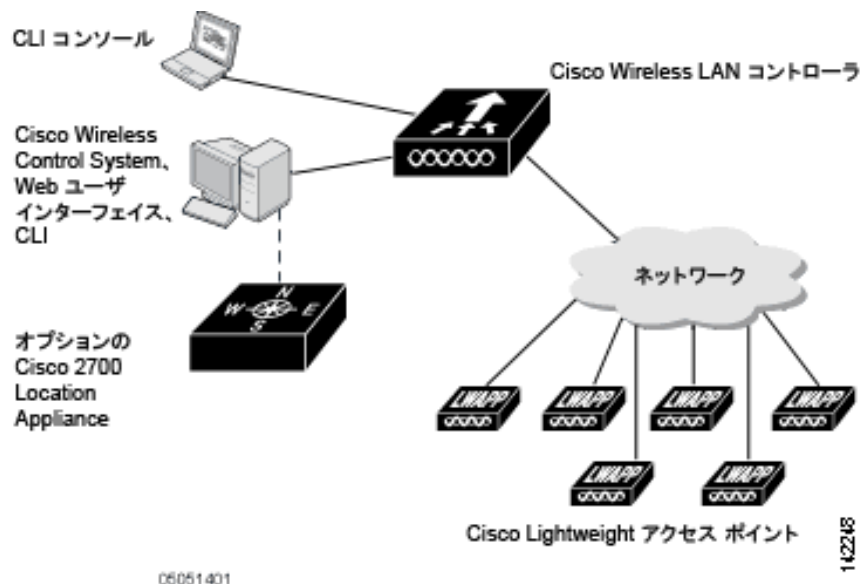 CLI コンソール
Cisco Wireless LAN コントローラ
Cisco Wireless
Control System、
Web ユーザ
インターフェイス、
CLI
ネットワーク
N
W
E
S
オプションの
Cisco 2700
Location
Appliance
LWAPP
LWAPP
LWAPP
LWAPP
LWAPP
LWAPP
Cisco Lightweight アクセス ポイント
142248
05051401